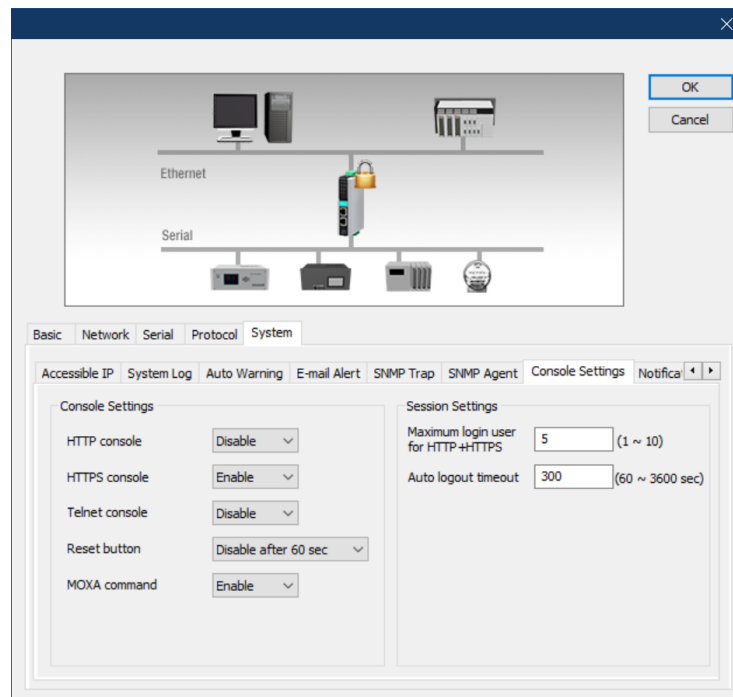 OK
Cancel
Ethernet
Serial
Basic Network Serial Protocol System
Accessible IP System Log Auto Warning E-mail Alert SNMP Trap SNMP Agent Console Settings Notifica
Console Settings
HTTP console Disable
HTTPS console Enable
Telnet console Disable
Reset button Disable after 60 sec
MOXA command Enable
Session Settings
Maximum login user
for HTTP+HTTPS 5 (1 ~ 10)
Auto logout timeout 300 (60 ~ 3600 sec)